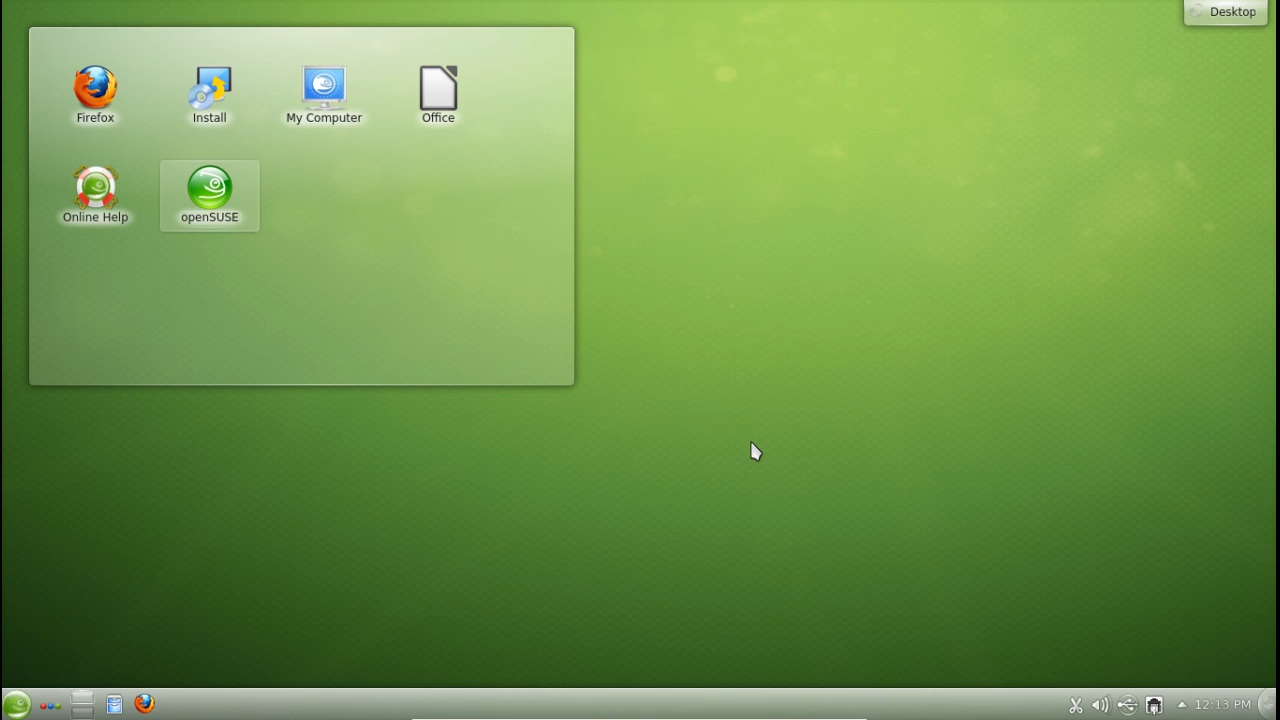 Desktop
Firefox
Install
My Computer
Office
Online Help
openSUSE
12:13 PM